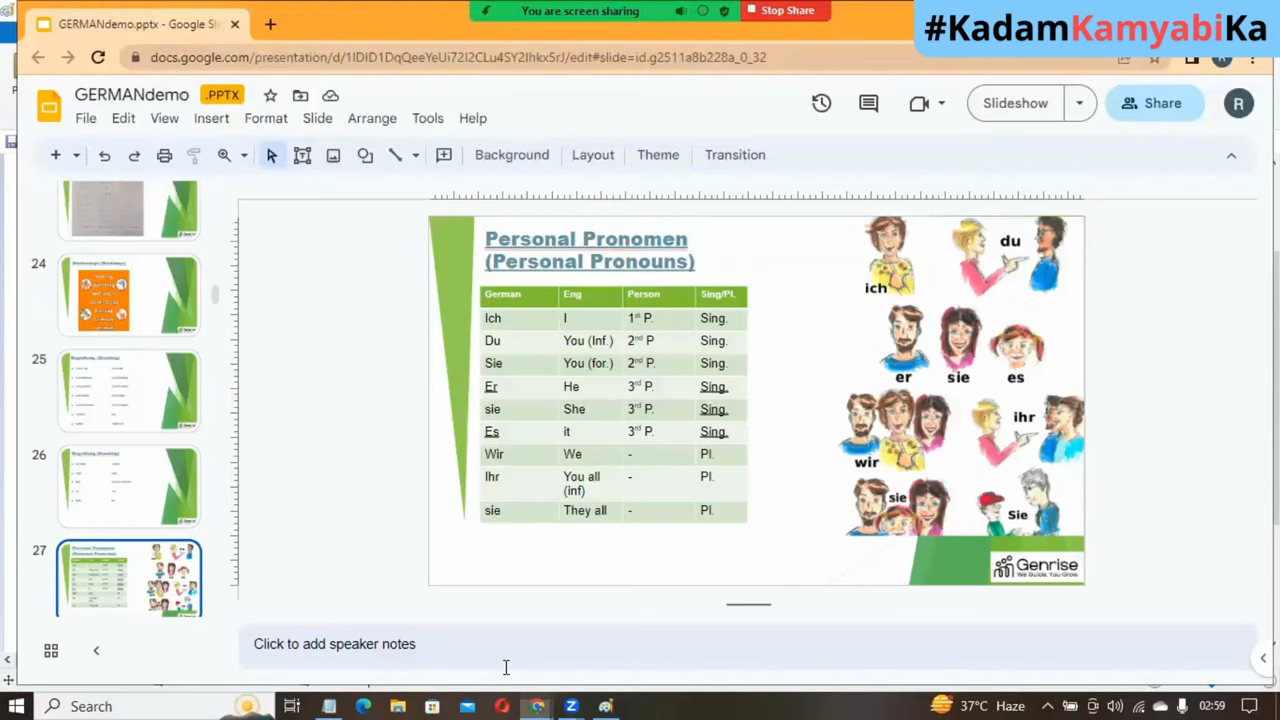 GERMANdemo.pptx - Google Sl
You are screen sharing
Stop Share
#KadamKamyabiKa
docs.google.com/presentation/d/1IDID1DqQeeYeUi72I2CLu4SY2Ihkx5rJ/edit#slide=id.g2511a8b228a_0_32
GERMANdemo .PPTX
File Edit View Insert Format Slide Arrange Tools Help
Slideshow
Share
R
Background Layout Theme Transition
24
25
26
27
Personal Pronomen
(Personal Pronouns)
German Eng Person Sing/Pl.
Ich I 1st P. Sing.
Du You (Inf.) 2nd P Sing.
Sie You (for.) 2nd P. Sing.
Er He 3rd P. Sing.
sie She 3rd P. Sing.
Es it 3rd P. Sing.
Wir We - Pl.
Ihr You all (inf) - Pl.
sie They all - Pl.
ich
du
er sie es
wir
ihr
sie
Sie
Genrise
We Guide, You Grow.
Click to add speaker notes
Search
37°C Haze
02:59